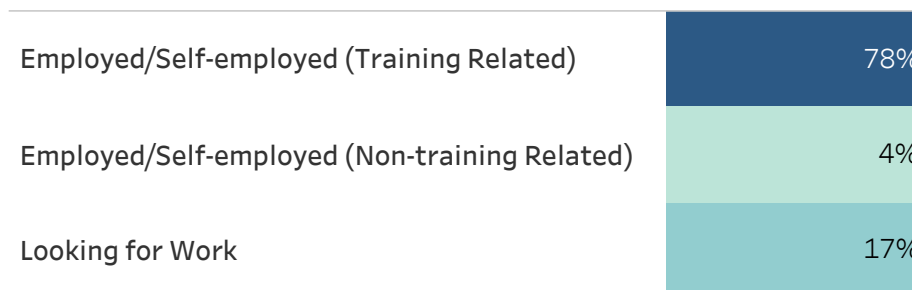 Employed/Self-employed (Training Related) 78%
Employed/Self-employed (Non-training Related) 4%
Looking for Work 17%